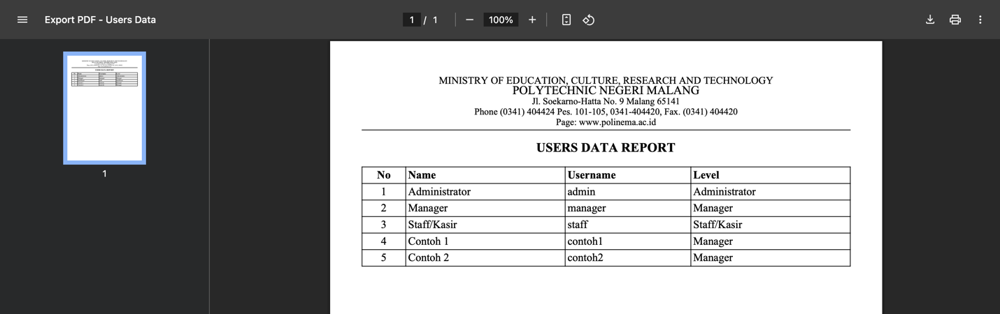 Export PDF - Users Data
1 / 1
100%
1
MINISTRY OF EDUCATION, CULTURE, RESEARCH AND TECHNOLOGY
POLYTECHNIC NEGERI MALANG
Jl. Soekarno-Hatta No. 9 Malang 65141
Phone (0341) 404424 Pes. 101-105, 0341-404420, Fax. (0341) 404420
Page: www.polinema.ac.id
USERS DATA REPORT
No Name Username Level
1 Administrator admin Administrator
2 Manager manager Manager
3 Staff/Kasir staff Staff/Kasir
4 Contoh 1 contoh1 Manager
5 Contoh 2 contoh2 Manager